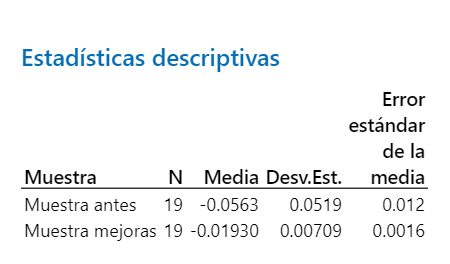 Estadísticas descriptivas
Error
estándar
de la
Muestra N Media Desv.Est. media
Muestra antes 19 -0.0563 0.0519 0.012
Muestra mejoras 19 -0.01930 0.00709 0.0016